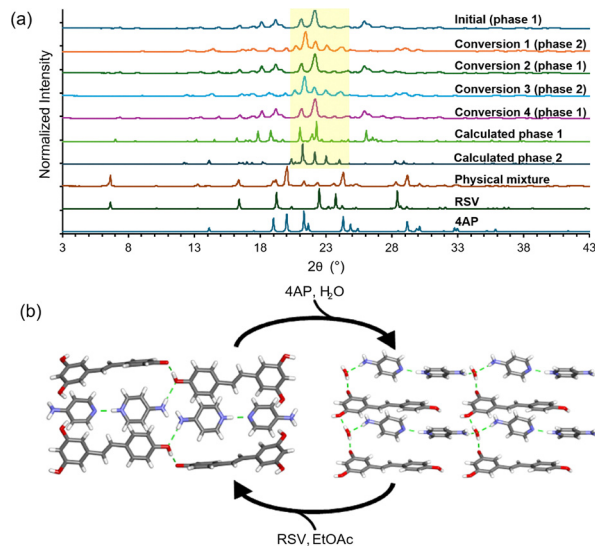 (a)
Normalized Intensity
Initial (phase 1)
Conversion 1 (phase 2)
Conversion 2 (phase 1)
Conversion 3 (phase 2)
Conversion 4 (phase 1)
Calculated phase 1
Calculated phase 2
Physical mixture
RSV
4AP
3 8 13 18 23 28 33 38 43
2θ (°)
4AP, H₂O
(b)
RSV, EtOAc